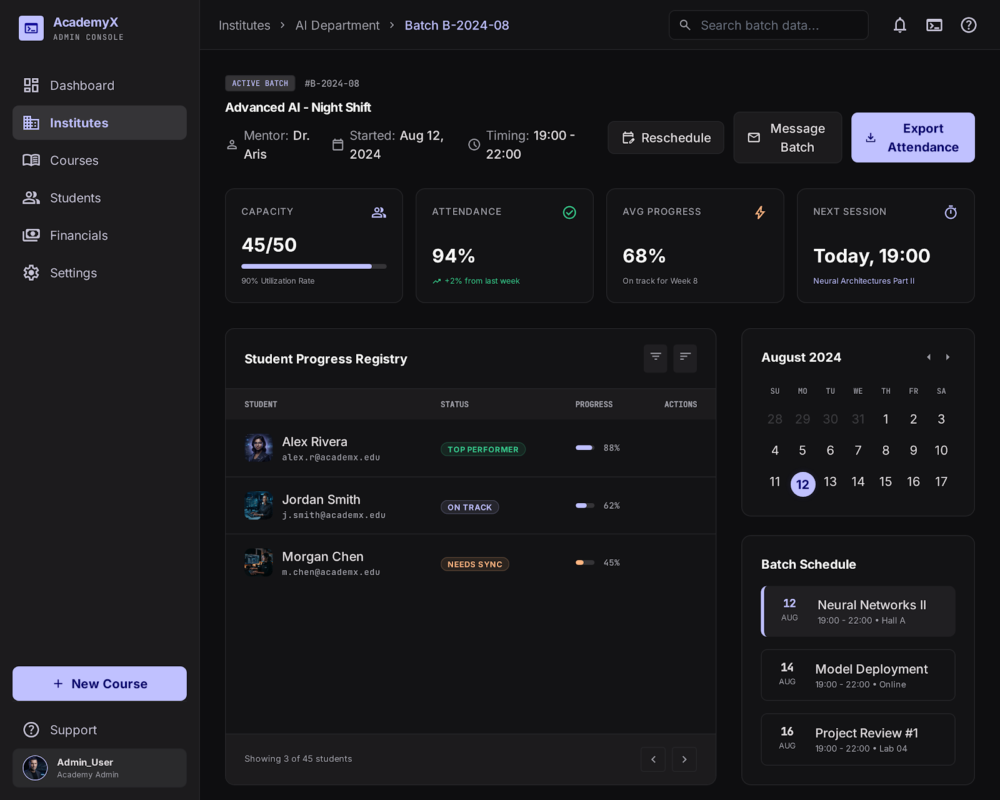 AcademyX
ADMIN CONSOLE
Dashboard
Institutes
Courses
Students
Financials
Settings
New Course
Support
Admin_User
Academy Admin
Institutes > AI Department > Batch B-2024-08
Search batch data...
ACTIVE BATCH #B-2024-08
Advanced AI - Night Shift
Mentor: Dr.
Aris
Started: Aug 12,
2024
Timing: 19:00 -
22:00
Reschedule
Message
Batch
Export
Attendance
CAPACITY
45/50
90% Utilization Rate
ATTENDANCE
94%
+2% from last week
AVG PROGRESS
68%
On track for Week 8
NEXT SESSION
Today, 19:00
Neural Architectures Part II
Student Progress Registry
STUDENT STATUS PROGRESS ACTIONS
Alex Rivera
alex.r@academx.edu
TOP PERFORMER
88%
Jordan Smith
j.smith@academx.edu
ON TRACK
62%
Morgan Chen
m.chen@academx.edu
NEEDS SYNC
45%
Showing 3 of 45 students
August 2024
SU MO TU WE TH FR SA
28 29 30 31 1 2 3
4 5 6 7 8 9 10
11 12 13 14 15 16 17
Batch Schedule
12
AUG
Neural Networks II
19:00 - 22:00 • Hall A
14
AUG
Model Deployment
19:00 - 22:00 • Online
16
AUG
Project Review #1
19:00 - 22:00 • Lab 04